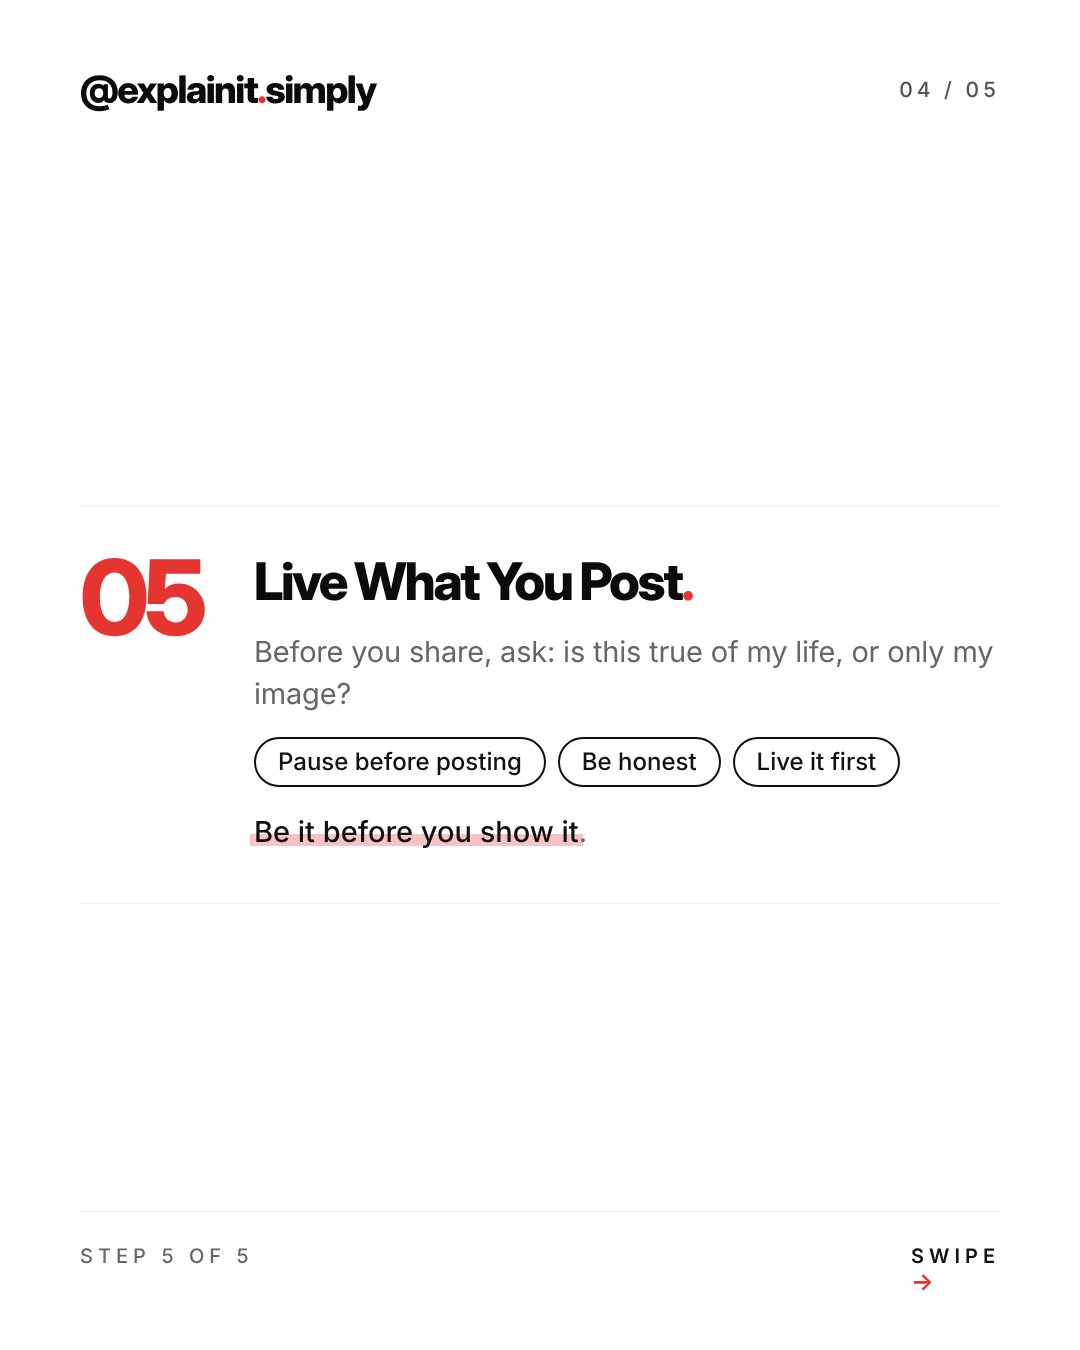 @explainit.simply
04 / 05
05
Live What You Post.
Before you share, ask: is this true of my life, or only my
image?
Pause before posting
Be honest
Live it first
Be it before you show it.
STEP 5 OF 5
SWIPE
→